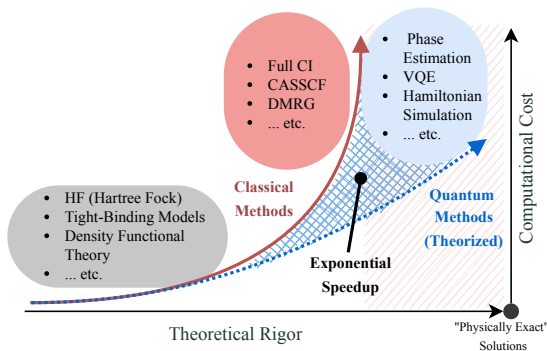 • Full CI
• CASSCF
• DMRG
• ... etc.
• Phase
Estimation
• VQE
• Hamiltonian
Simulation
• ... etc.
• HF (Hartree Fock)
• Tight-Binding Models
• Density Functional
Theory
• ... etc.
Classical
Methods
Quantum
Methods
(Theorized)
Exponential
Speedup
Computational Cost
Theoretical Rigor
"Physically Exact"
Solutions